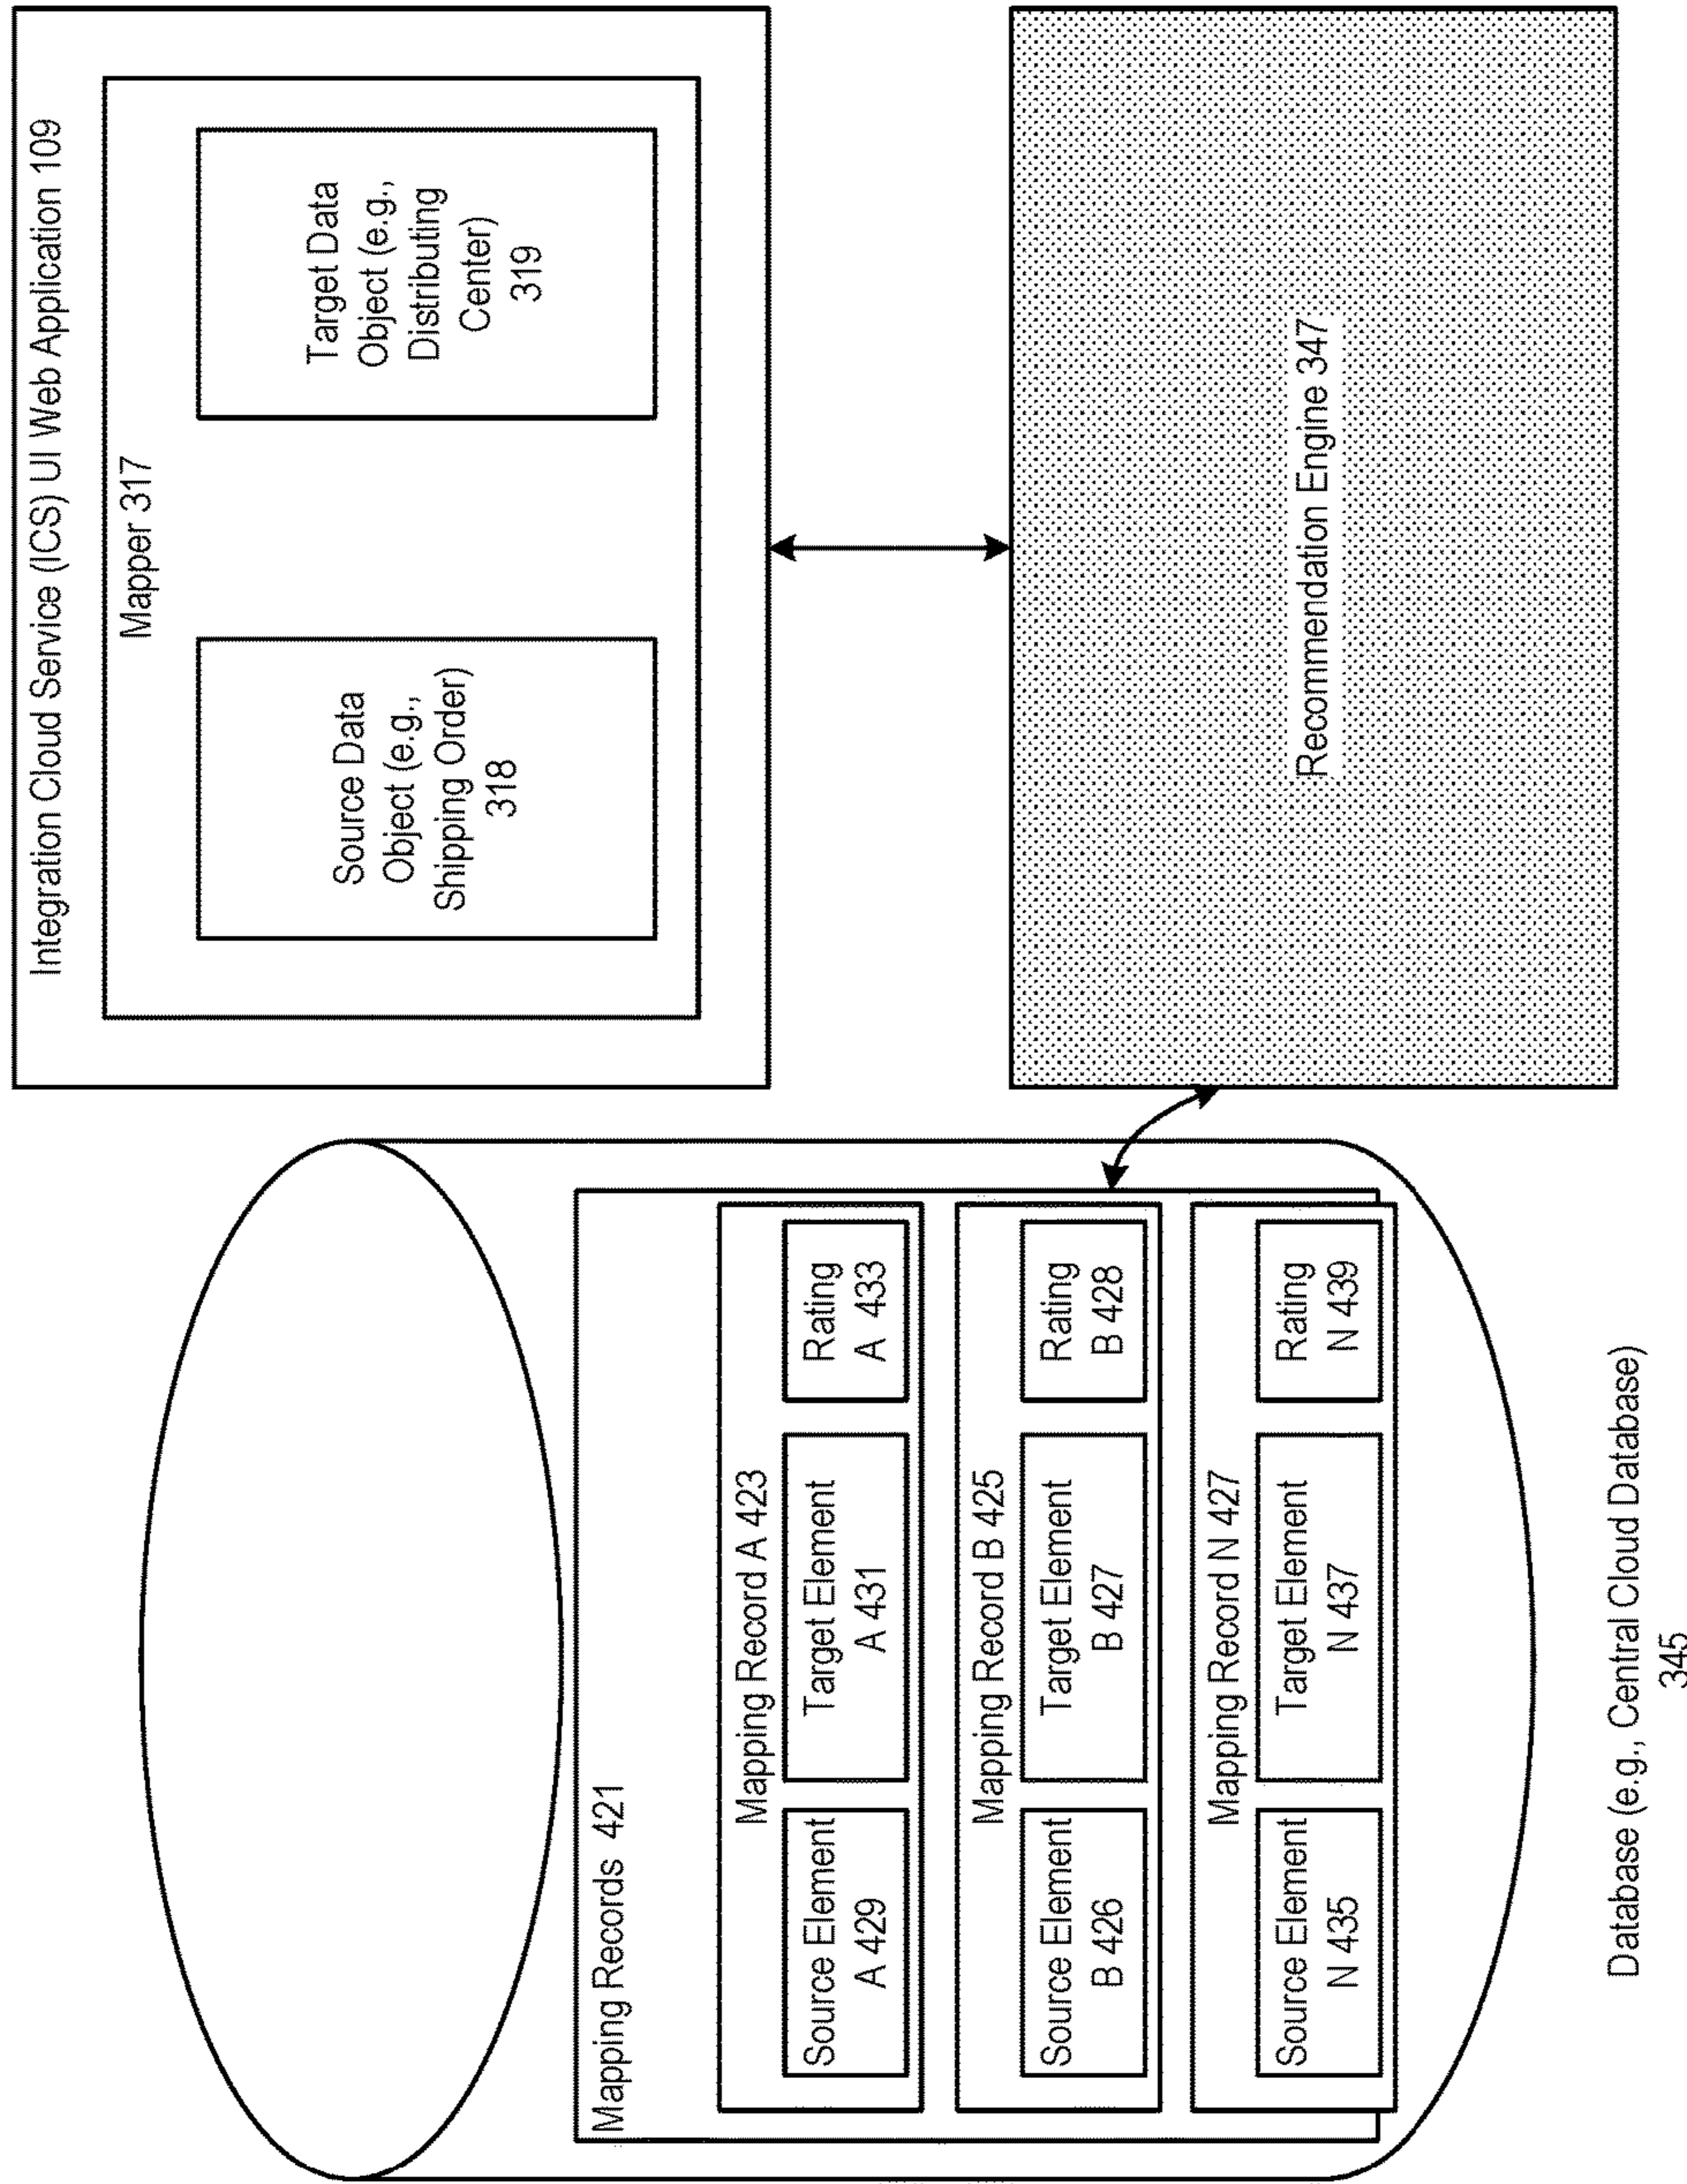 Integration Cloud Service (ICS) UI Web Application 109
Mapper 317
Source Data
Object (e.g.,
Shipping Order)
318
Target Data
Object (e.g.,
Distributing
Center)
319
Recommendation Engine 347
Mapping Records 421
Mapping Record A 423
Source Element
A 429
Target Element
A 431
Rating
A 433
Mapping Record B 425
Source Element
B 426
Target Element
B 427
Rating
B 428
Mapping Record N 427
Source Element
N 435
Target Element
N 437
Rating
N 439
Database (e.g., Central Cloud Database)
345